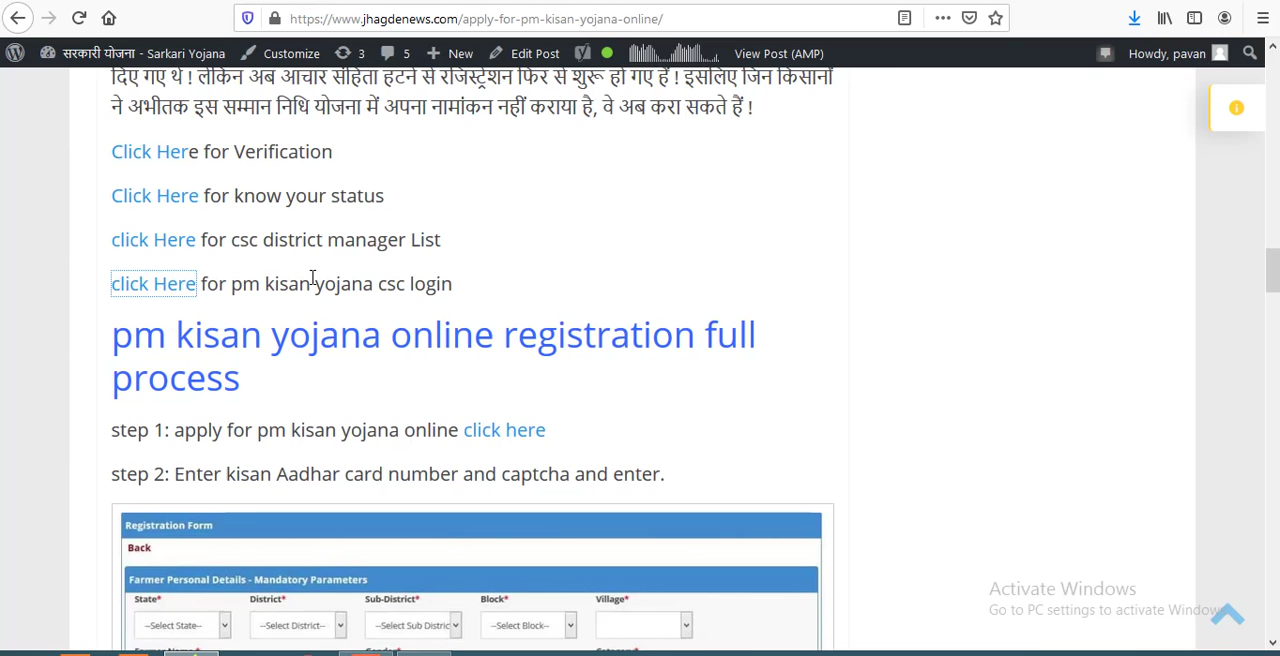 https://www.jhagdenews.com/apply-for-pm-kisan-yojana-online/
सरकारी योजना - Sarkari Yojana Customize 3 5 New Edit Post View Post (AMP) Howdy, pavan
दिए गए थे ! लेकिन अब आचार संहिता हटने से रजिस्ट्रेशन फिर से शुरू हो गए हैं ! इसलिए जिन किसानों
ने अभीतक इस सम्मान निधि योजना में अपना नामांकन नहीं कराया है, वे अब करा सकते हैं !
Click Here for Verification
Click Here for know your status
click Here for csc district manager List
click Here for pm kisan yojana csc login
pm kisan yojana online registration full
process
step 1: apply for pm kisan yojana online click here
step 2: Enter kisan Aadhar card number and captcha and enter.
Registration Form
Back
Farmer Personal Details - Mandatory Parameters
State* District* Sub-District* Block* Village*
--Select State-- --Select District-- --Select Sub Distric --Select Block--
Activate Windows
Go to PC settings to activate Windows